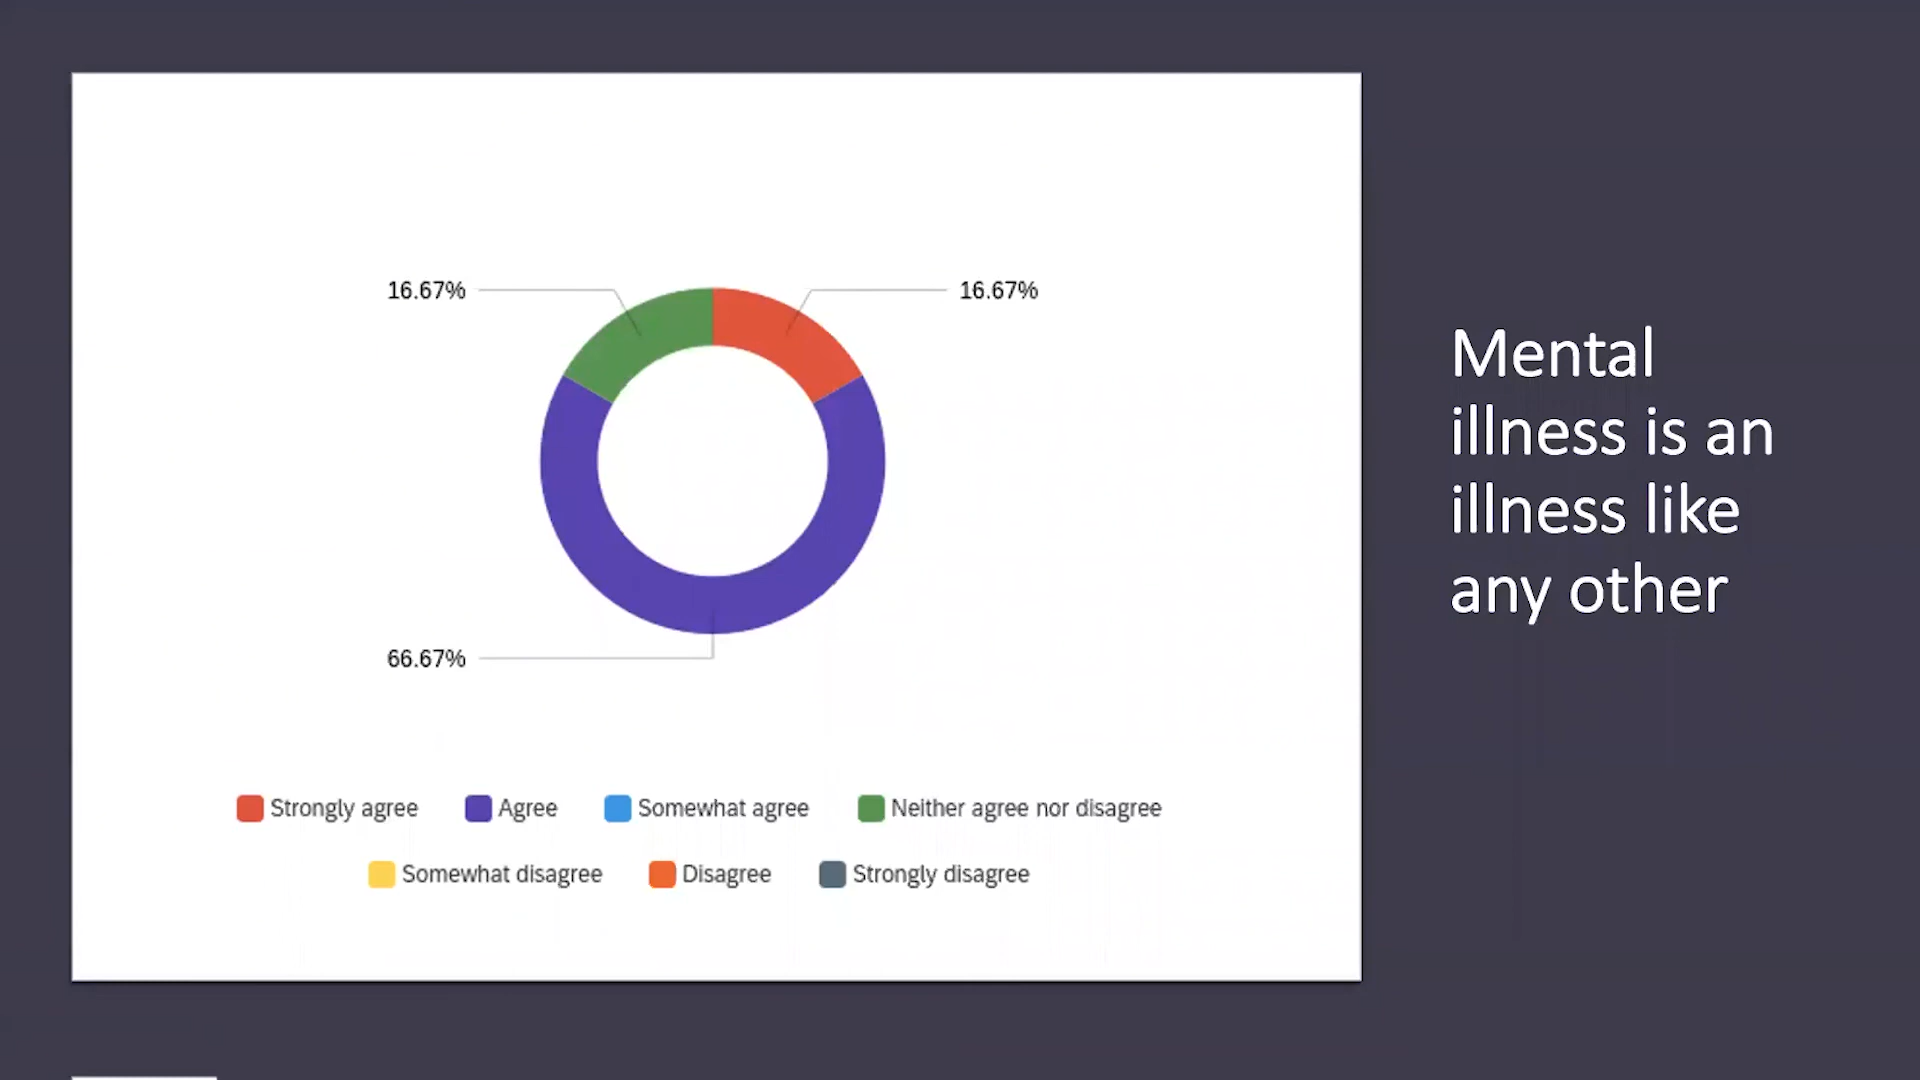 16.67%
16.67%
66.67%
Strongly agree
Agree
Somewhat agree
Neither agree nor disagree
Somewhat disagree
Disagree
Strongly disagree
Mental
illness is an
illness like
any other